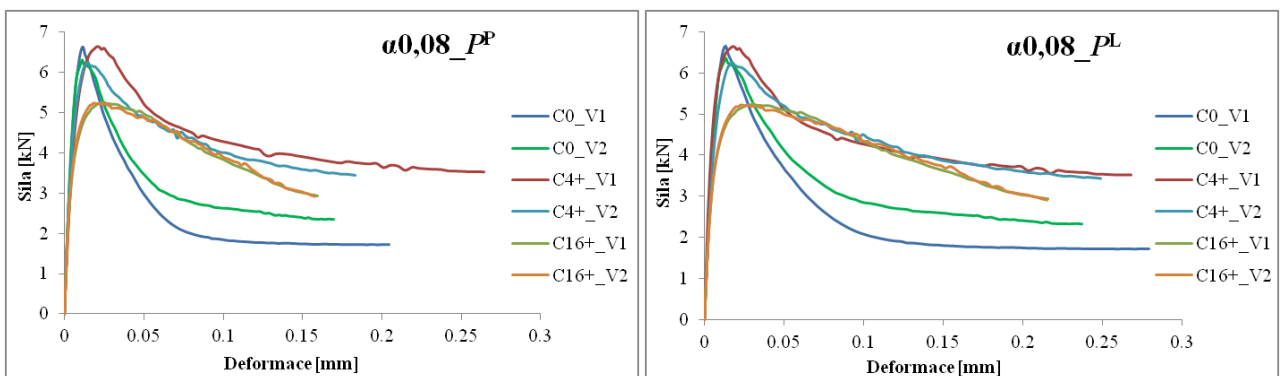 α0,08_Pᴾ
Síla [kN]
7
6
5
4
3
2
1
0
0 0.05 0.1 0.15 0.2 0.25 0.3
Deformace [mm]
C0_V1
C0_V2
C4+_V1
C4+_V2
C16+_V1
C16+_V2
α0,08_Pᴸ
Síla [kN]
7
6
5
4
3
2
1
0
0 0.05 0.1 0.15 0.2 0.25 0.3
Deformace [mm]
C0_V1
C0_V2
C4+_V1
C4+_V2
C16+_V1
C16+_V2